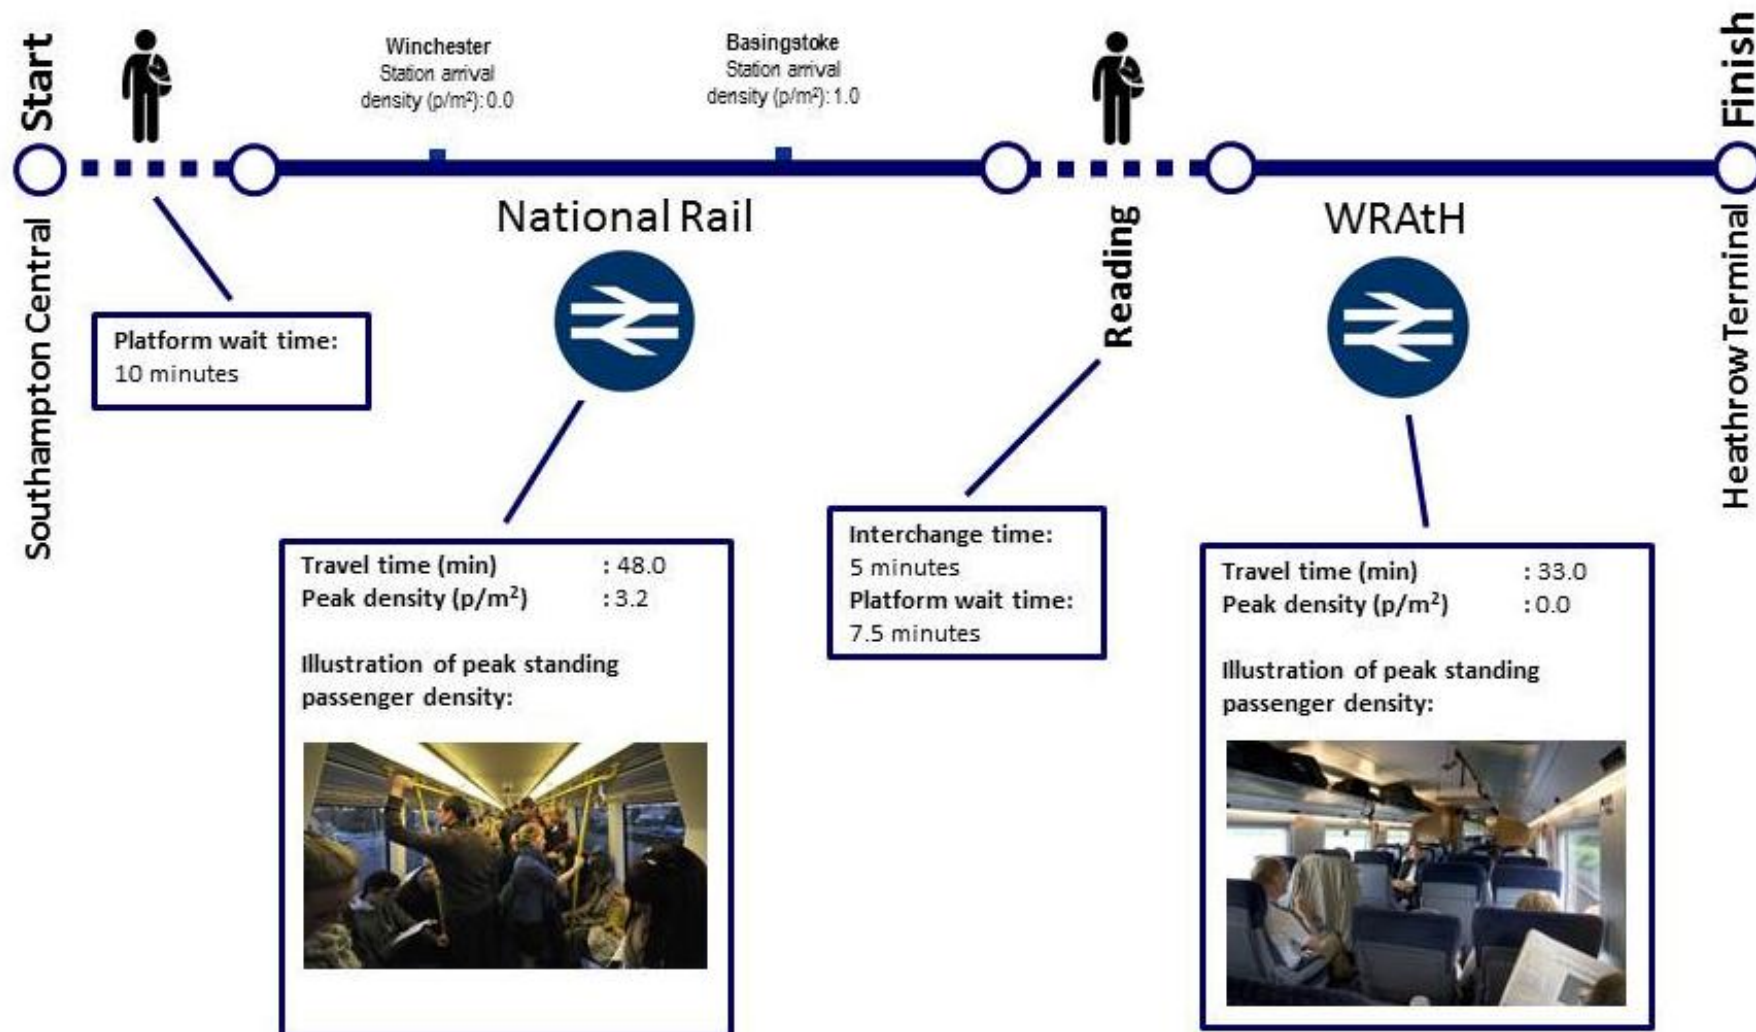 Start
Southampton Central
Winchester
Station arrival
density (p/m²): 0.0
Basingstoke
Station arrival
density (p/m²): 1.0
Finish
Heathrow Terminal
National Rail
Reading
WRAtH
Platform wait time:
10 minutes
Travel time (min) : 48.0
Peak density (p/m²) : 3.2
Illustration of peak standing
passenger density:
Interchange time:
5 minutes
Platform wait time:
7.5 minutes
Travel time (min) : 33.0
Peak density (p/m²) : 0.0
Illustration of peak standing
passenger density: